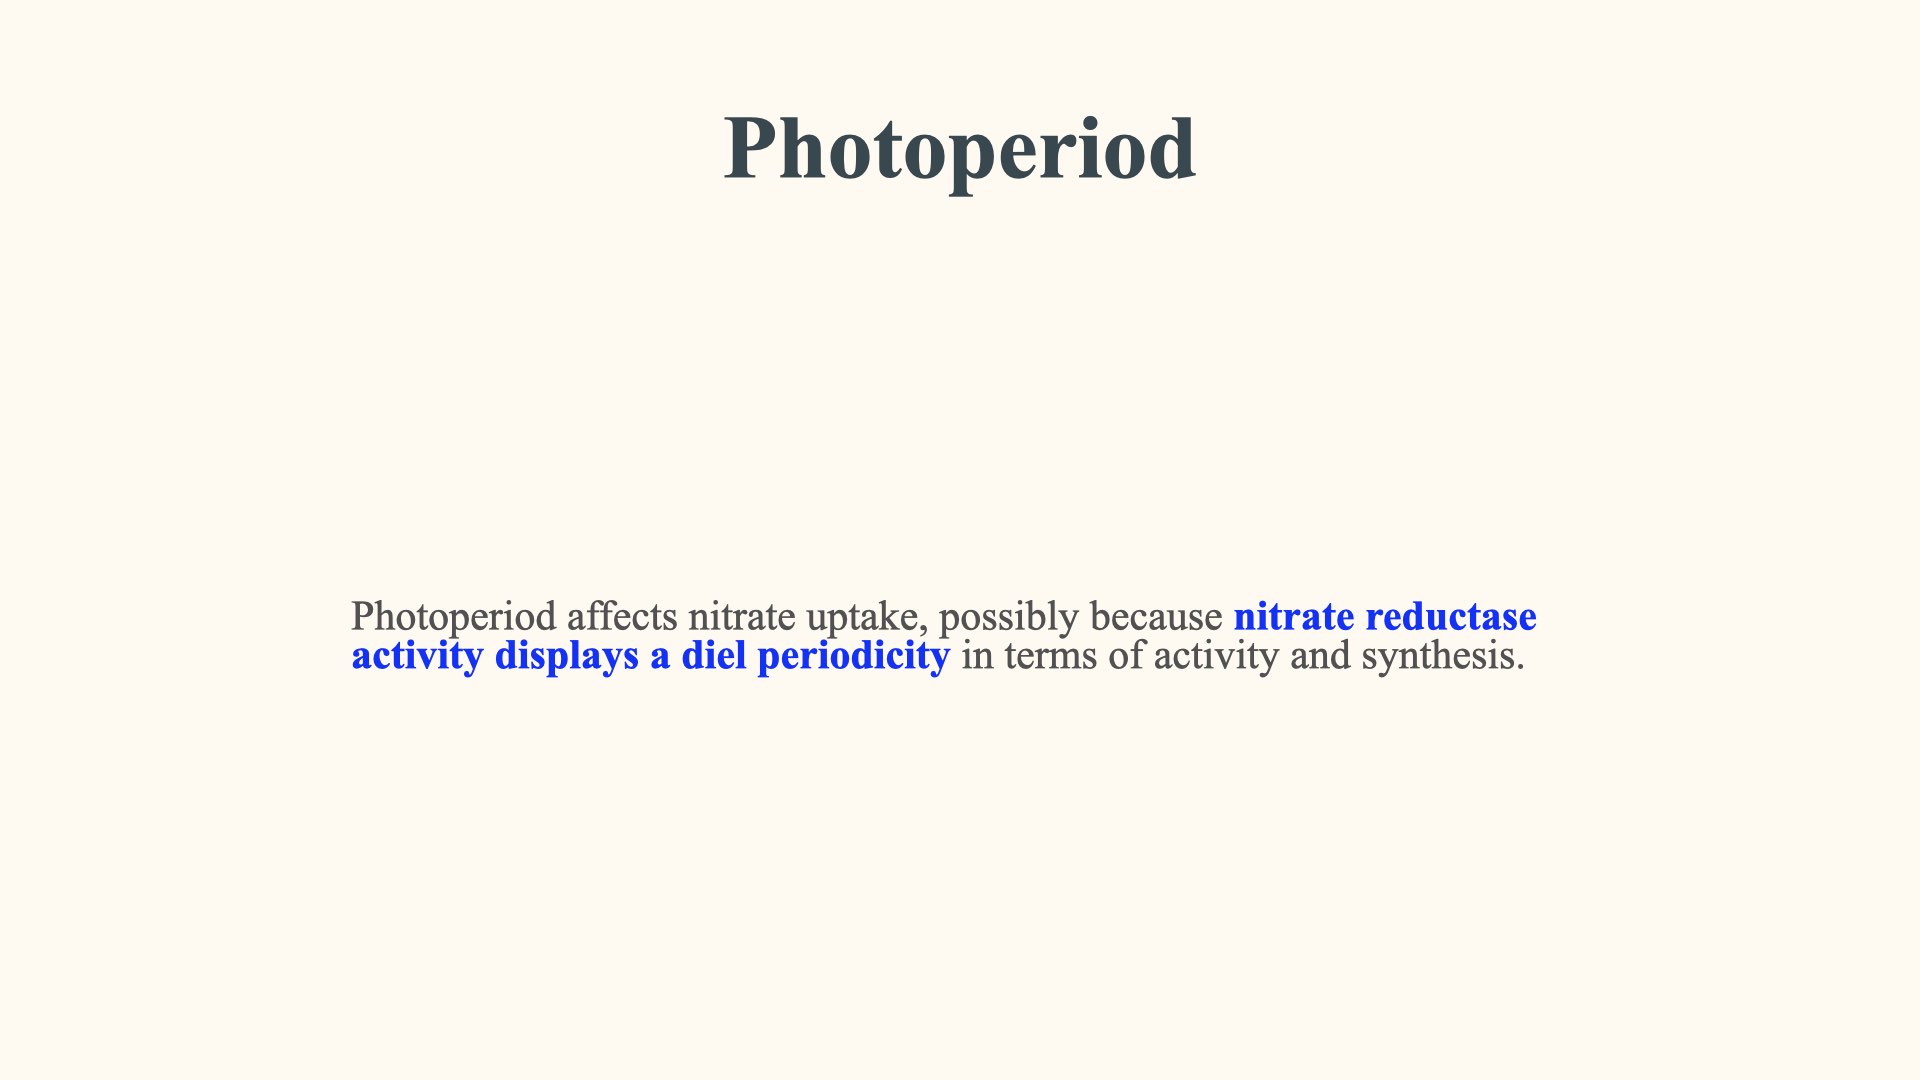 Photoperiod
Photoperiod affects nitrate uptake, possibly because nitrate reductase
activity displays a diel periodicity in terms of activity and synthesis.